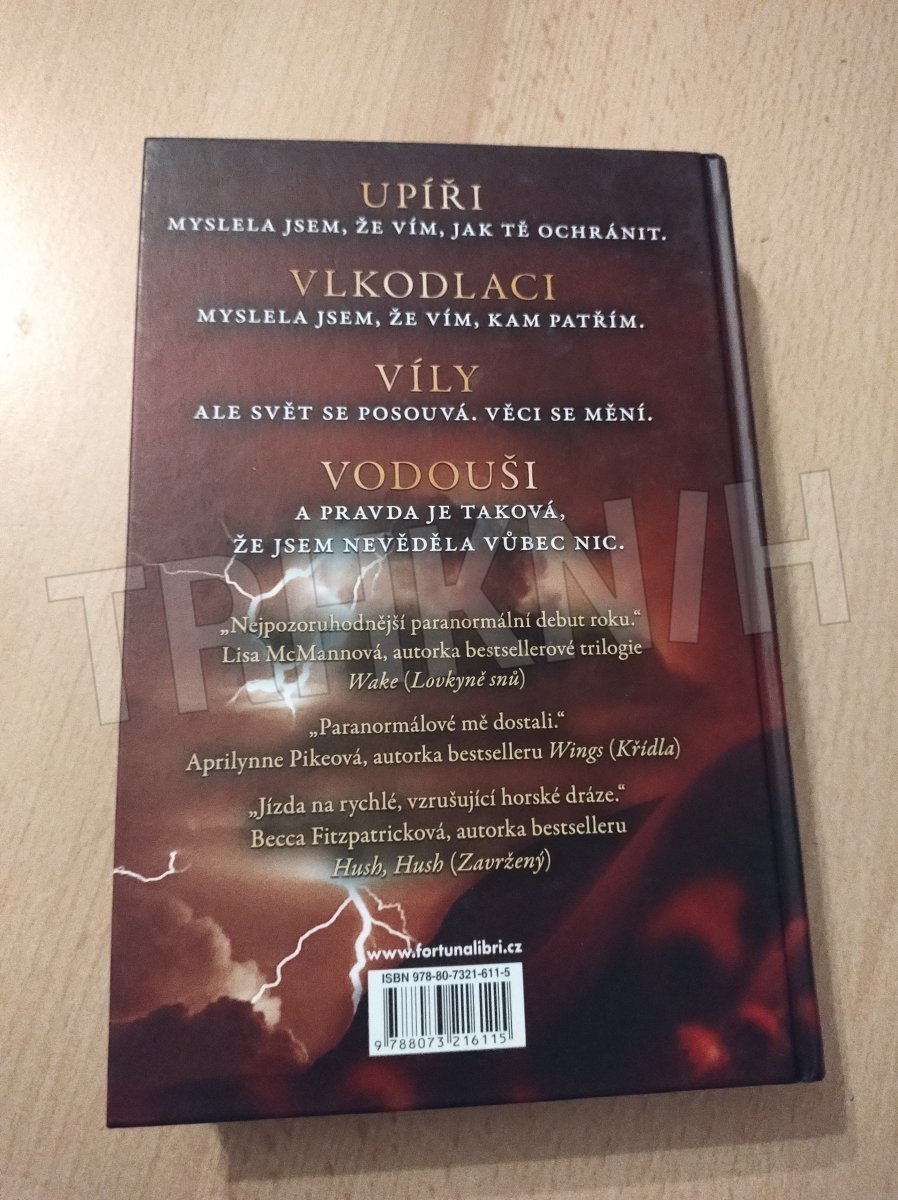 UPÍŘI
MYSLELA JSEM, ŽE VÍM, JAK TĚ OCHRÁNIT.
VLKODLACI
MYSLELA JSEM, ŽE VÍM, KAM PATŘÍM.
VÍLY
ALE SVĚT SE POSOUVÁ. VĚCI SE MĚNÍ.
VODOUŠI
A PRAVDA JE TAKOVÁ,
ŽE JSEM NEVĚDĚLA VŮBEC NIC.
TRHKNIH
„Nejpozoruhodnější paranormální debut roku.“
Lisa McMannová, autorka bestsellerové trilogie
Wake (Lovkyně snů)
„Paranormálové mě dostali.“
Aprilynne Pikeová, autorka bestselleru Wings (Křídla)
„Jízda na rychlé, vzrušující horské dráze.“
Becca Fitzpatricková, autorka bestselleru
Hush, Hush (Zavržený)
www.fortunalibri.cz
ISBN 978-80-7321-611-5
9 788073 216115